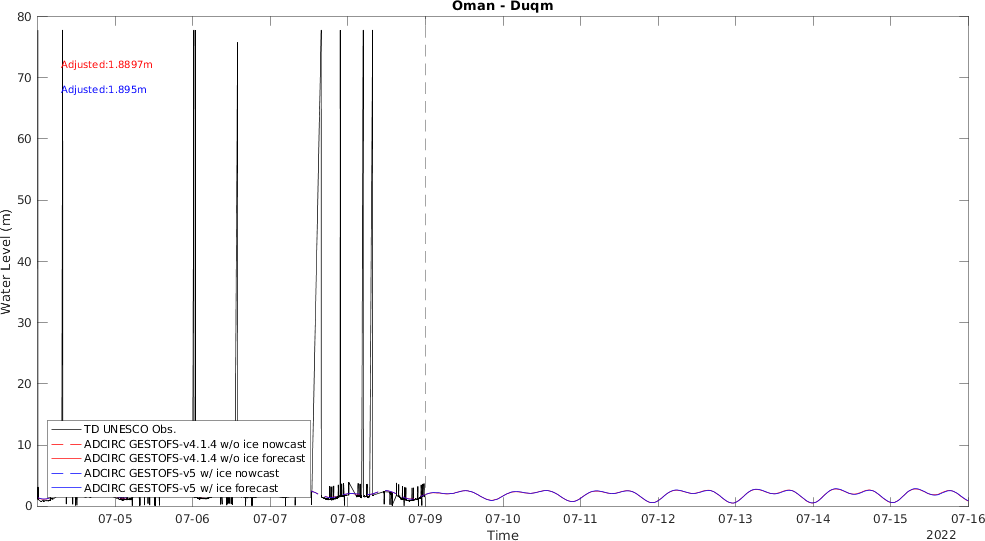 Oman - Duqm
80
70
60
50
40
30
20
10
0
Water Level (m)
Adjusted:1.8897m
Adjusted:1.895m
TD UNESCO Obs.
ADCIRC GESTOFS-v4.1.4 w/o ice nowcast
ADCIRC GESTOFS-v4.1.4 w/o ice forecast
ADCIRC GESTOFS-v5 w/ ice nowcast
ADCIRC GESTOFS-v5 w/ ice forecast
07-05 07-06 07-07 07-08 07-09 07-10 07-11 07-12 07-13 07-14 07-15 07-16
Time
2022